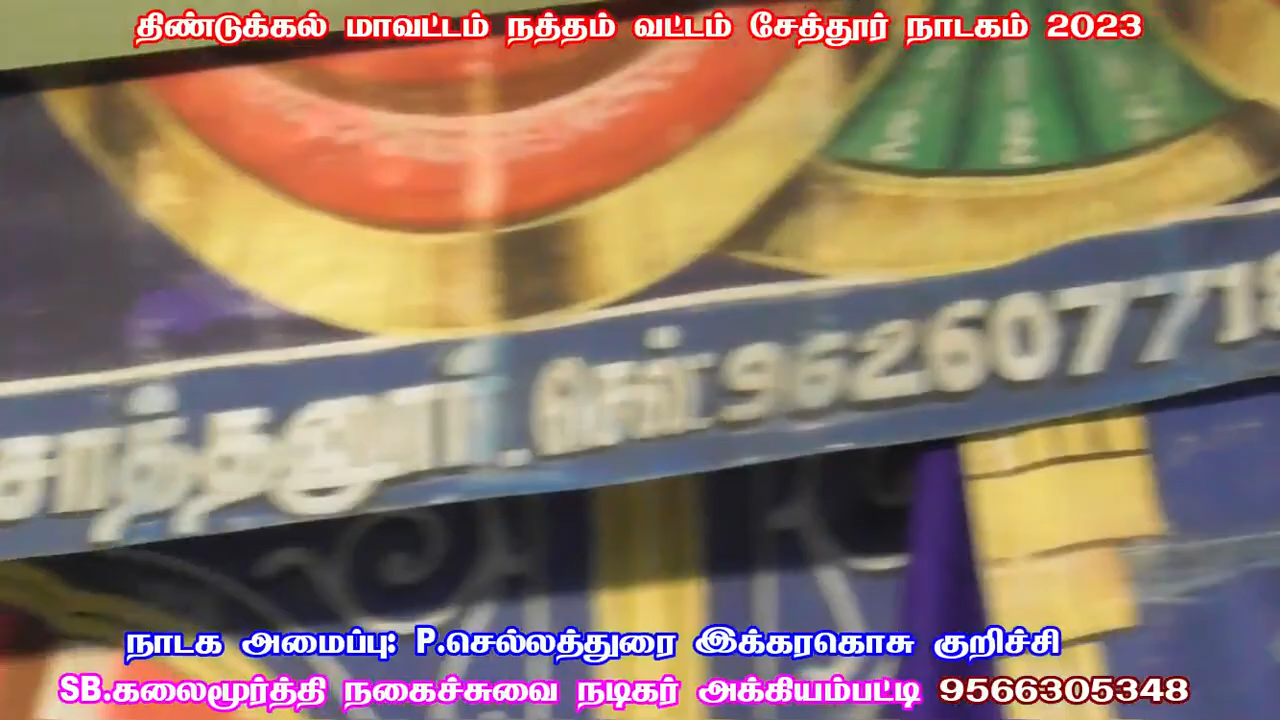 திண்டுக்கல் மாவட்டம் நத்தம் வட்டம் சேத்தூர் நாடகம் 2023
சாத்தனூர். செல்:962607719
நாடக அமைப்பு: P.செல்லத்துரை இக்கரகொசு குறிச்சி
SB.கலைமூர்த்தி நகைச்சுவை நடிகர் அக்கியம்பட்டி 9566305348